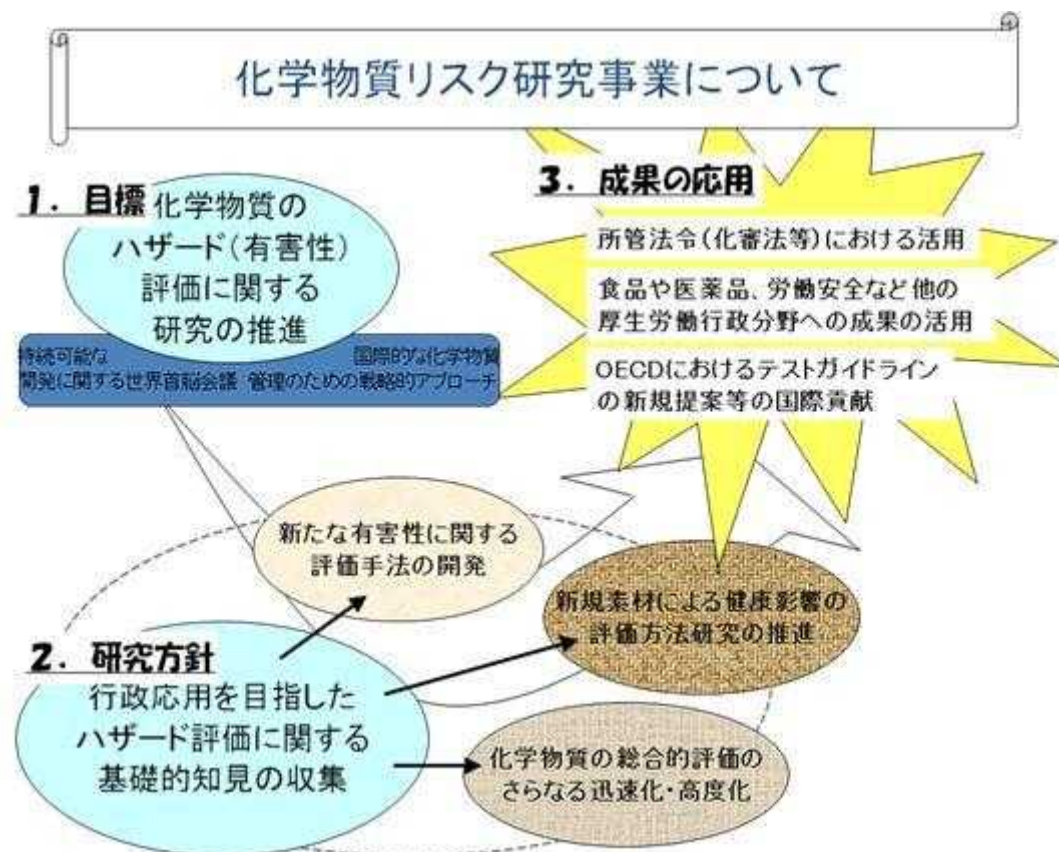 化学物質リスク研究事業について
1. 目標
化学物質の
ハザード(有害性)
評価に関する
研究の推進
持続可能な
開発に関する世界首脳会議
国際的な化学物質
管理のための戦略的アプローチ
3. 成果の応用
所管法令(化審法等)における活用
食品や医薬品、労働安全など他の
厚生労働行政分野への成果の活用
OECDにおけるテストガイドライン
の新規提案等の国際貢献
新たな有害性に関する
評価手法の開発
新規素材による健康影響の
評価方法研究の推進
2. 研究方針
行政応用を目指した
ハザード評価に関する
基礎的知見の収集
化学物質の総合的評価の
さらなる迅速化・高度化